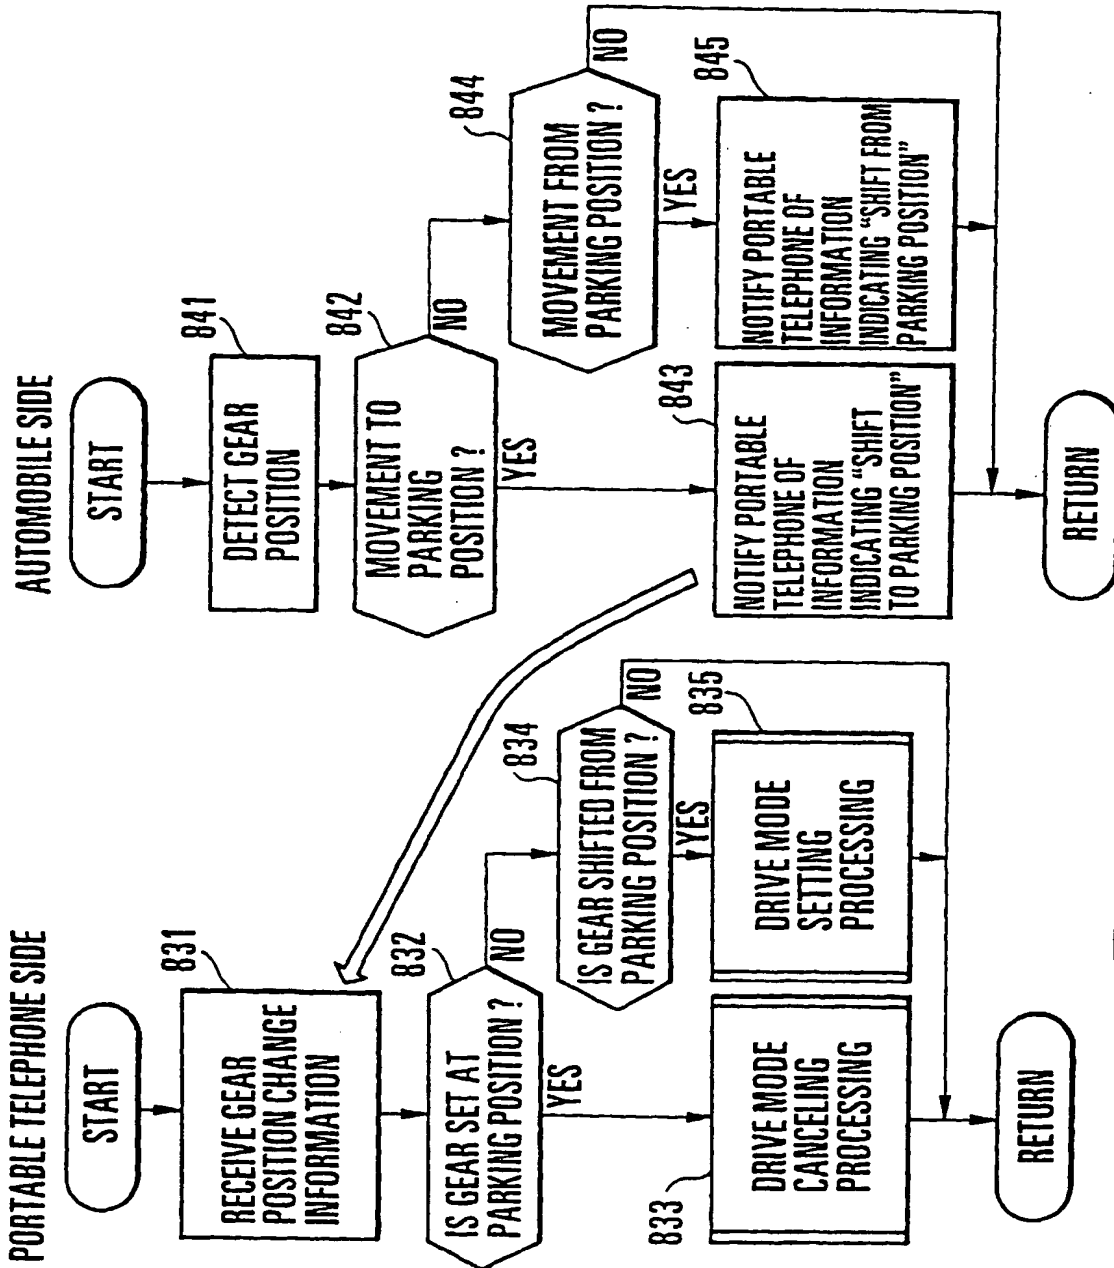 PORTABLE TELEPHONE SIDE
START
831
RECEIVE GEAR
POSITION CHANGE
INFORMATION
832
IS GEAR SET AT
PARKING POSITION ?
NO
YES
834
IS GEAR SHIFTED FROM
PARKING POSITION ?
NO
YES
833
DRIVE MODE
CANCELING
PROCESSING
835
DRIVE MODE
SETTING
PROCESSING
RETURN
AUTOMOBILE SIDE
START
841
DETECT GEAR
POSITION
842
MOVEMENT TO
PARKING
POSITION ?
NO
YES
844
MOVEMENT FROM
PARKING POSITION ?
NO
YES
843
NOTIFY PORTABLE
TELEPHONE OF
INFORMATION
INDICATING "SHIFT
TO PARKING POSITION"
845
NOTIFY PORTABLE
TELEPHONE OF
INFORMATION
INDICATING "SHIFT FROM
PARKING POSITION"
RETURN